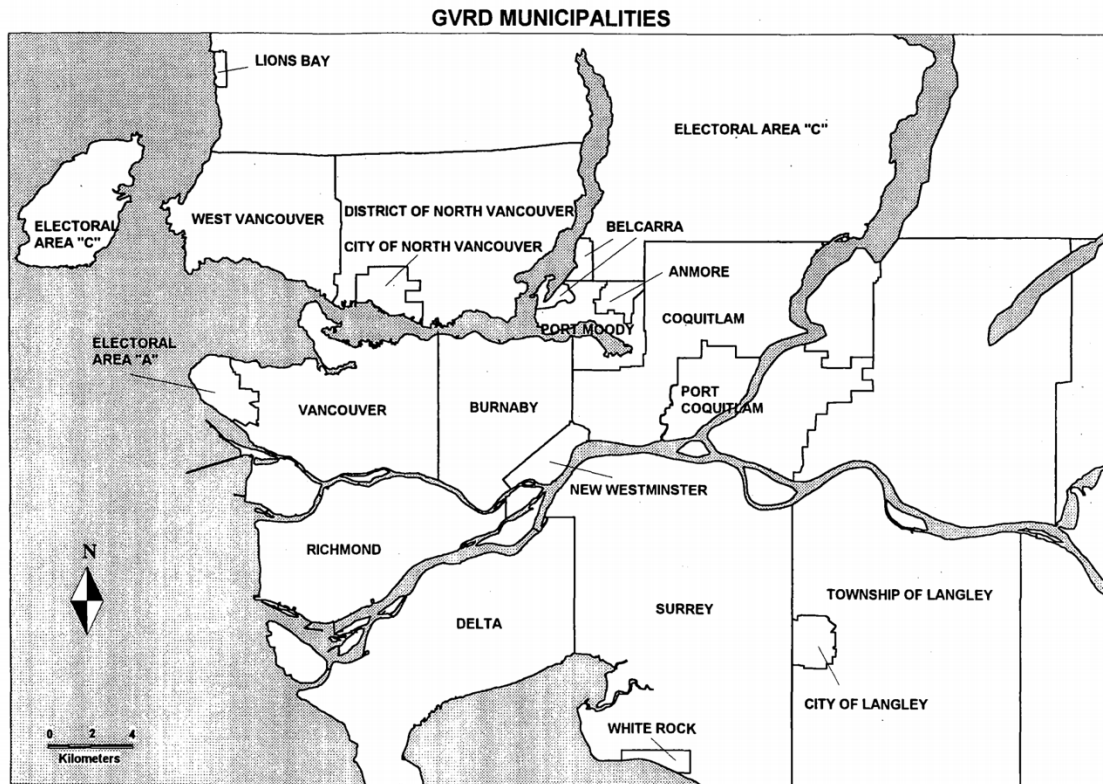 GVRD MUNICIPALITIES
LIONS BAY
ELECTORAL AREA "C"
WEST VANCOUVER
DISTRICT OF NORTH VANCOUVER
ELECTORAL
AREA "C"
BELCARRA
CITY OF NORTH VANCOUVER
ANMORE
COQUITLAM
PORT MOODY
ELECTORAL
AREA "A"
PORT
COQUITLAM
VANCOUVER
BURNABY
NEW WESTMINSTER
RICHMOND
N
TOWNSHIP OF LANGLEY
SURREY
DELTA
CITY OF LANGLEY
WHITE ROCK
0 2 4
Kilometers